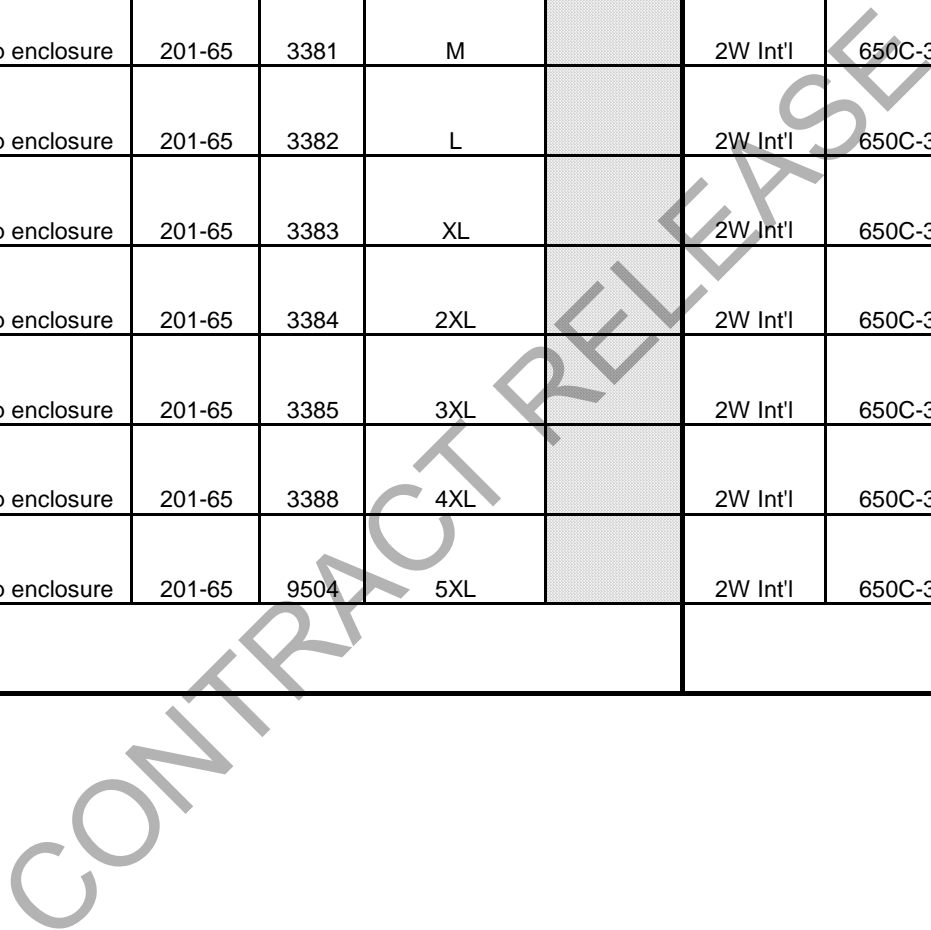 o enclosure 201-65 3381 M 2W Int'l 650C-3
o enclosure 201-65 3382 L 2W Int'l 650C-3
o enclosure 201-65 3383 XL 2W Int'l 650C-3
o enclosure 201-65 3384 2XL 2W Int'l 650C-3
o enclosure 201-65 3385 3XL 2W Int'l 650C-3
o enclosure 201-65 3388 4XL 2W Int'l 650C-3
o enclosure 201-65 9504 5XL 2W Int'l 650C-3
CONTRACT RELEASE